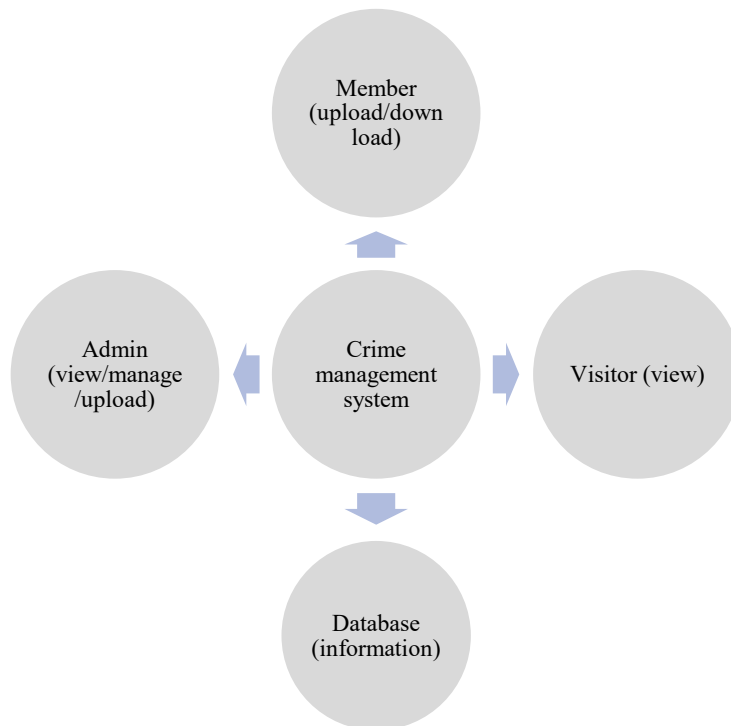 Member
(upload/down
load)
Admin
(view/manage
/upload)
Crime
management
system
Visitor (view)
Database
(information)